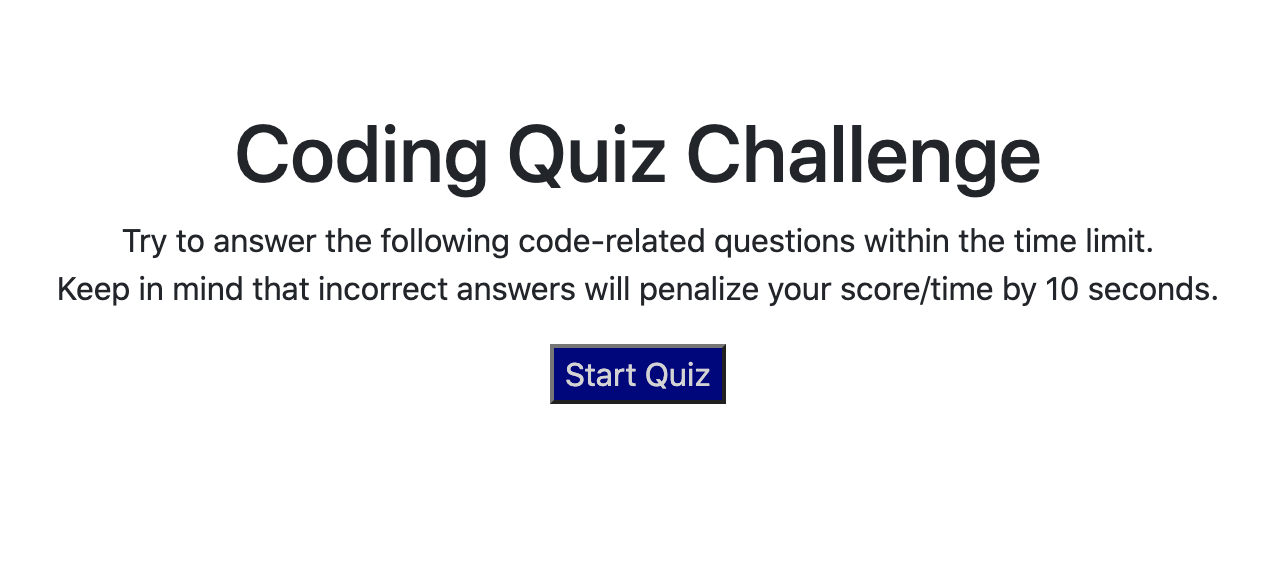 Coding Quiz Challenge
Try to answer the following code-related questions within the time limit.
Keep in mind that incorrect answers will penalize your score/time by 10 seconds.
Start Quiz